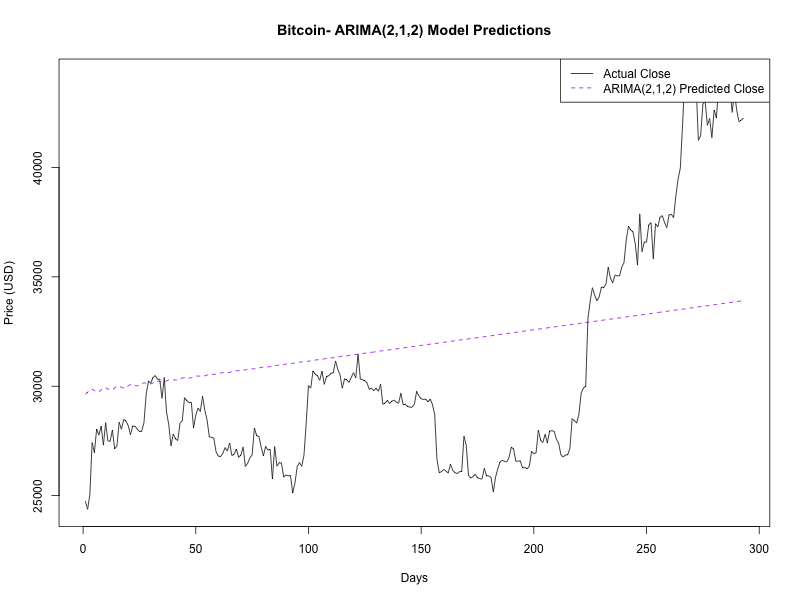 Bitcoin- ARIMA(2,1,2) Model Predictions
Actual Close
ARIMA(2,1,2) Predicted Close
Price (USD)
40000
35000
30000
25000
0 50 100 150 200 250 300
Days